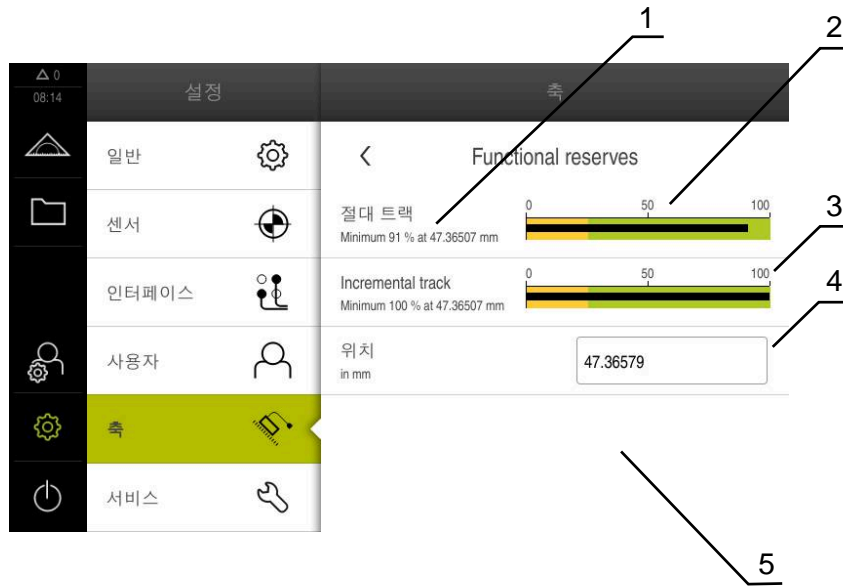 1
2
△ 0
08:14
설정
축
일반
Functional reserves
절대 트랙
Minimum 91 % at 47.36507 mm
0 50 100
센서
3
Incremental track
Minimum 100 % at 47.36507 mm
0 50 100
인터페이스
4
위치
in mm
47.36579
사용자
축
서비스
5